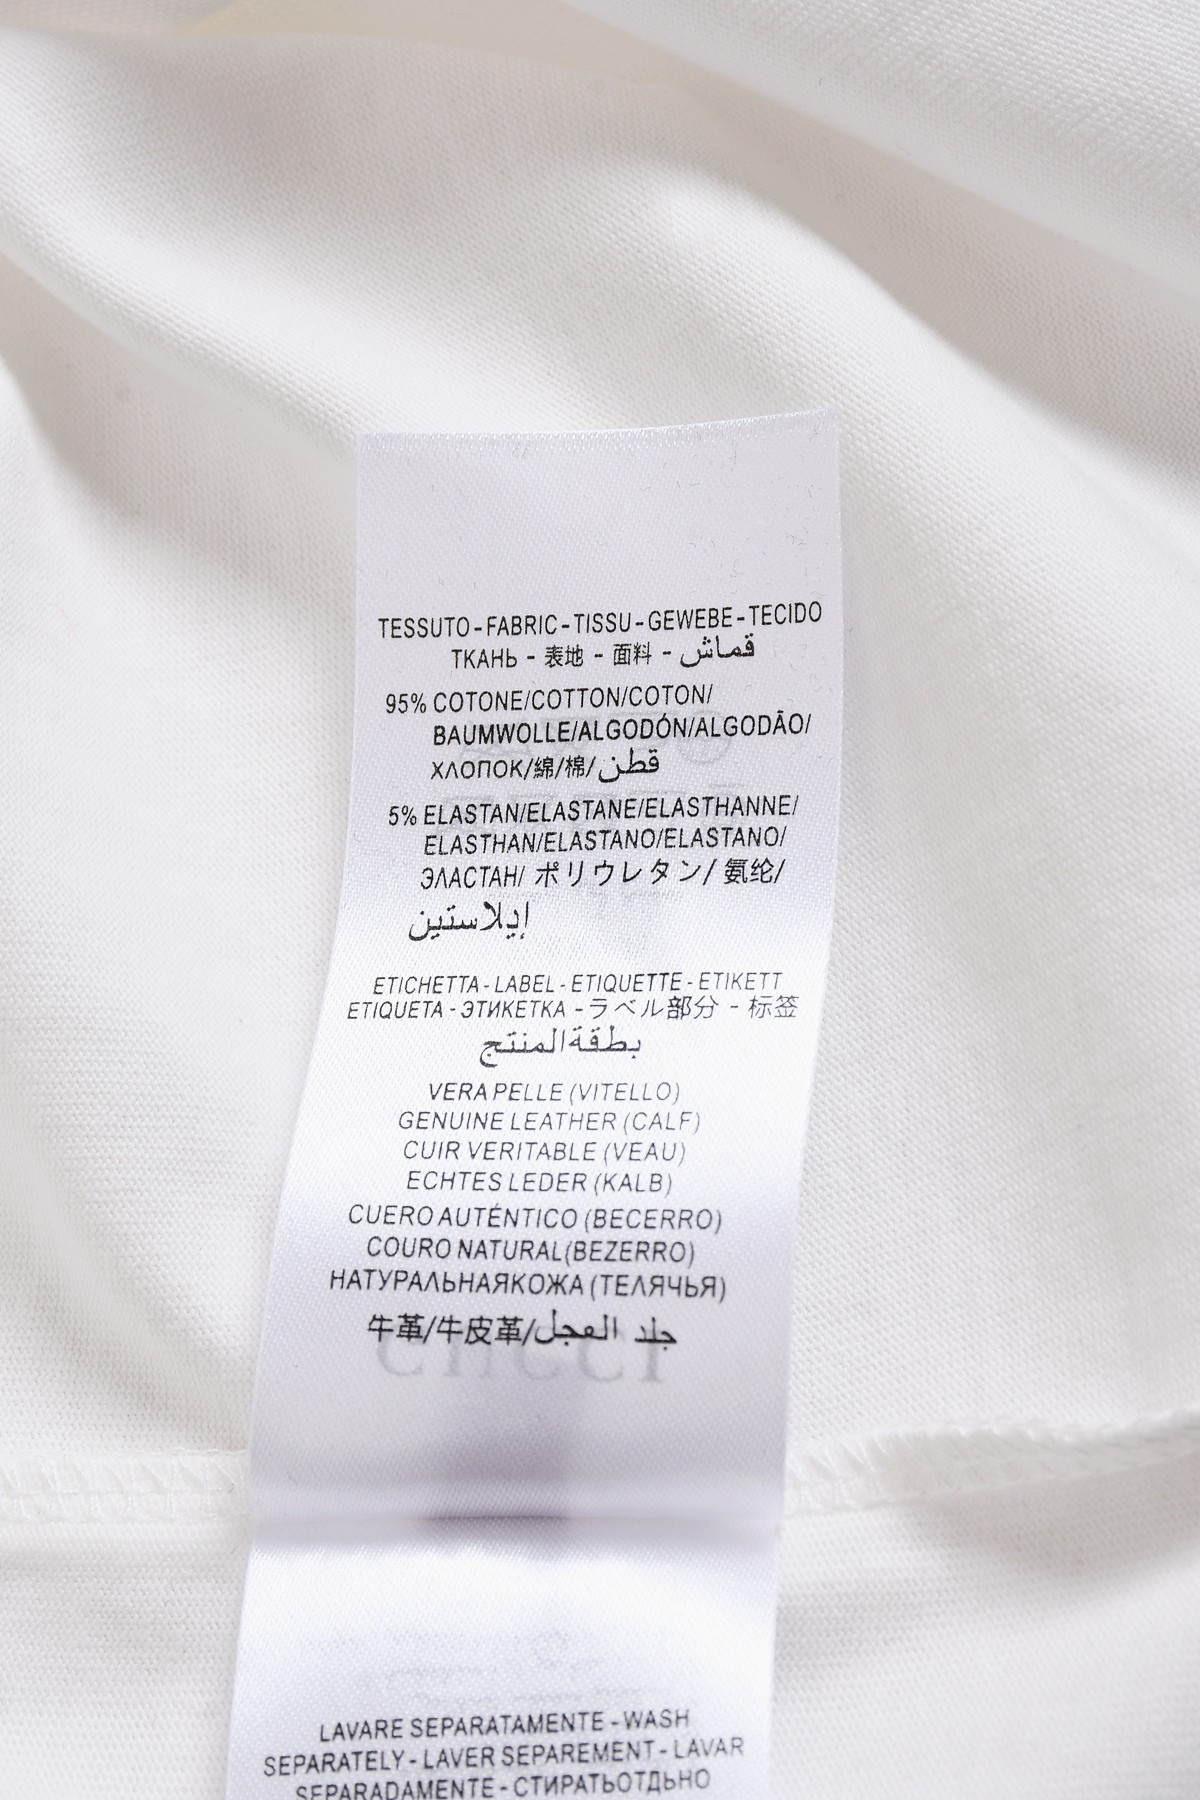 TESSUTO-FABRIC-TISSU-GEWEBE-TECIDO
ТКАНЬ - 表地 - 面料 - قماش
95% COTONE/COTTON/COTON/
BAUMWOLLE/ALGODÓN/ALGODÃO/
ХЛОПОК/綿/棉/قطن
5% ELASTAN/ELASTANE/ELASTHANNE/
ELASTHAN/ELASTANO/ELASTANO/
ЭЛАСТАН/ ポリウレタン/ 氨纶/
إيلاستين
ETICHETTA-LABEL-ETIQUETTE-ETIKETT
ETIQUETA-ЭТИКЕТКА-ラベル部分 - 标签
بطقةالمنتج
VERA PELLE (VITELLO)
GENUINE LEATHER (CALF)
CUIR VERITABLE (VEAU)
ECHTES LEDER (KALB)
CUERO AUTÉNTICO (BECERRO)
COURO NATURAL(BEZERRO)
НАТУРАЛЬНАЯКОЖА (ТЕЛЯЧЬЯ)
牛革/牛皮革/جلد العجل
LAVARE SEPARATAMENTE-WASH
SEPARATELY-LAVER SEPAREMENT-LAVAR
SEPARADAMENTE-СТИРАТЬОТДЬНО